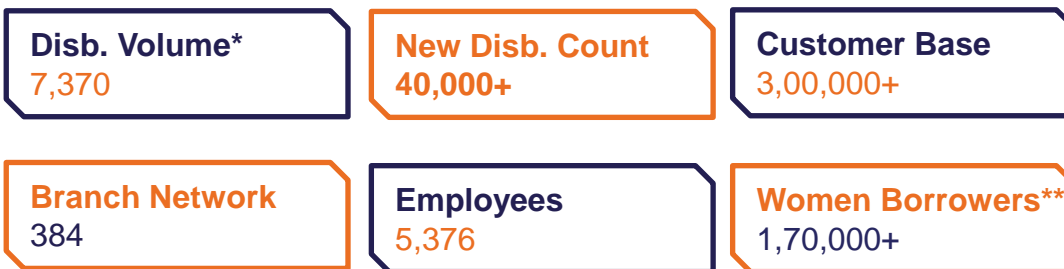 Disb. Volume*
7,370
New Disb. Count
40,000+
Customer Base
3,00,000+
Branch Network
384
Employees
5,376
Women Borrowers**
1,70,000+